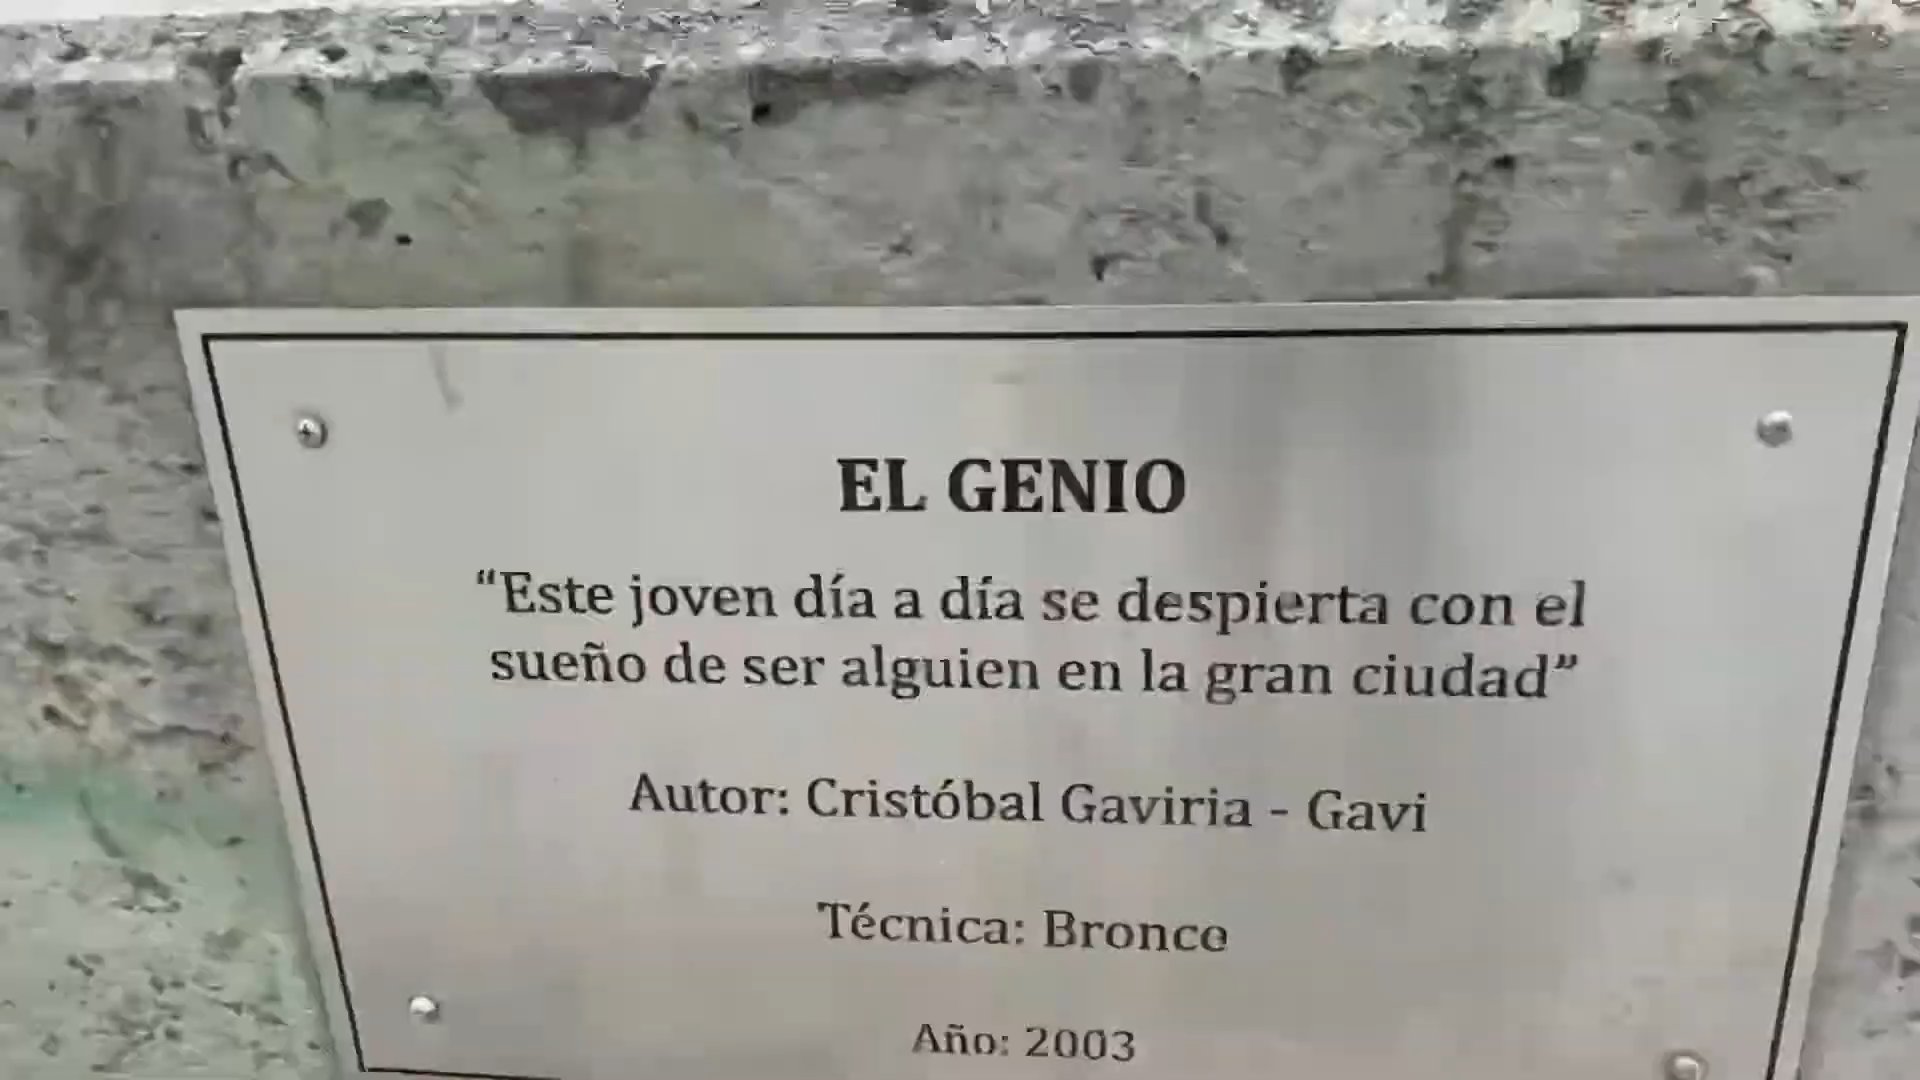 EL GENIO
“Este joven día a día se despierta con el
sueño de ser alguien en la gran ciudad”
Autor: Cristóbal Gaviria - Gavi
Técnica: Bronce
Año: 2003